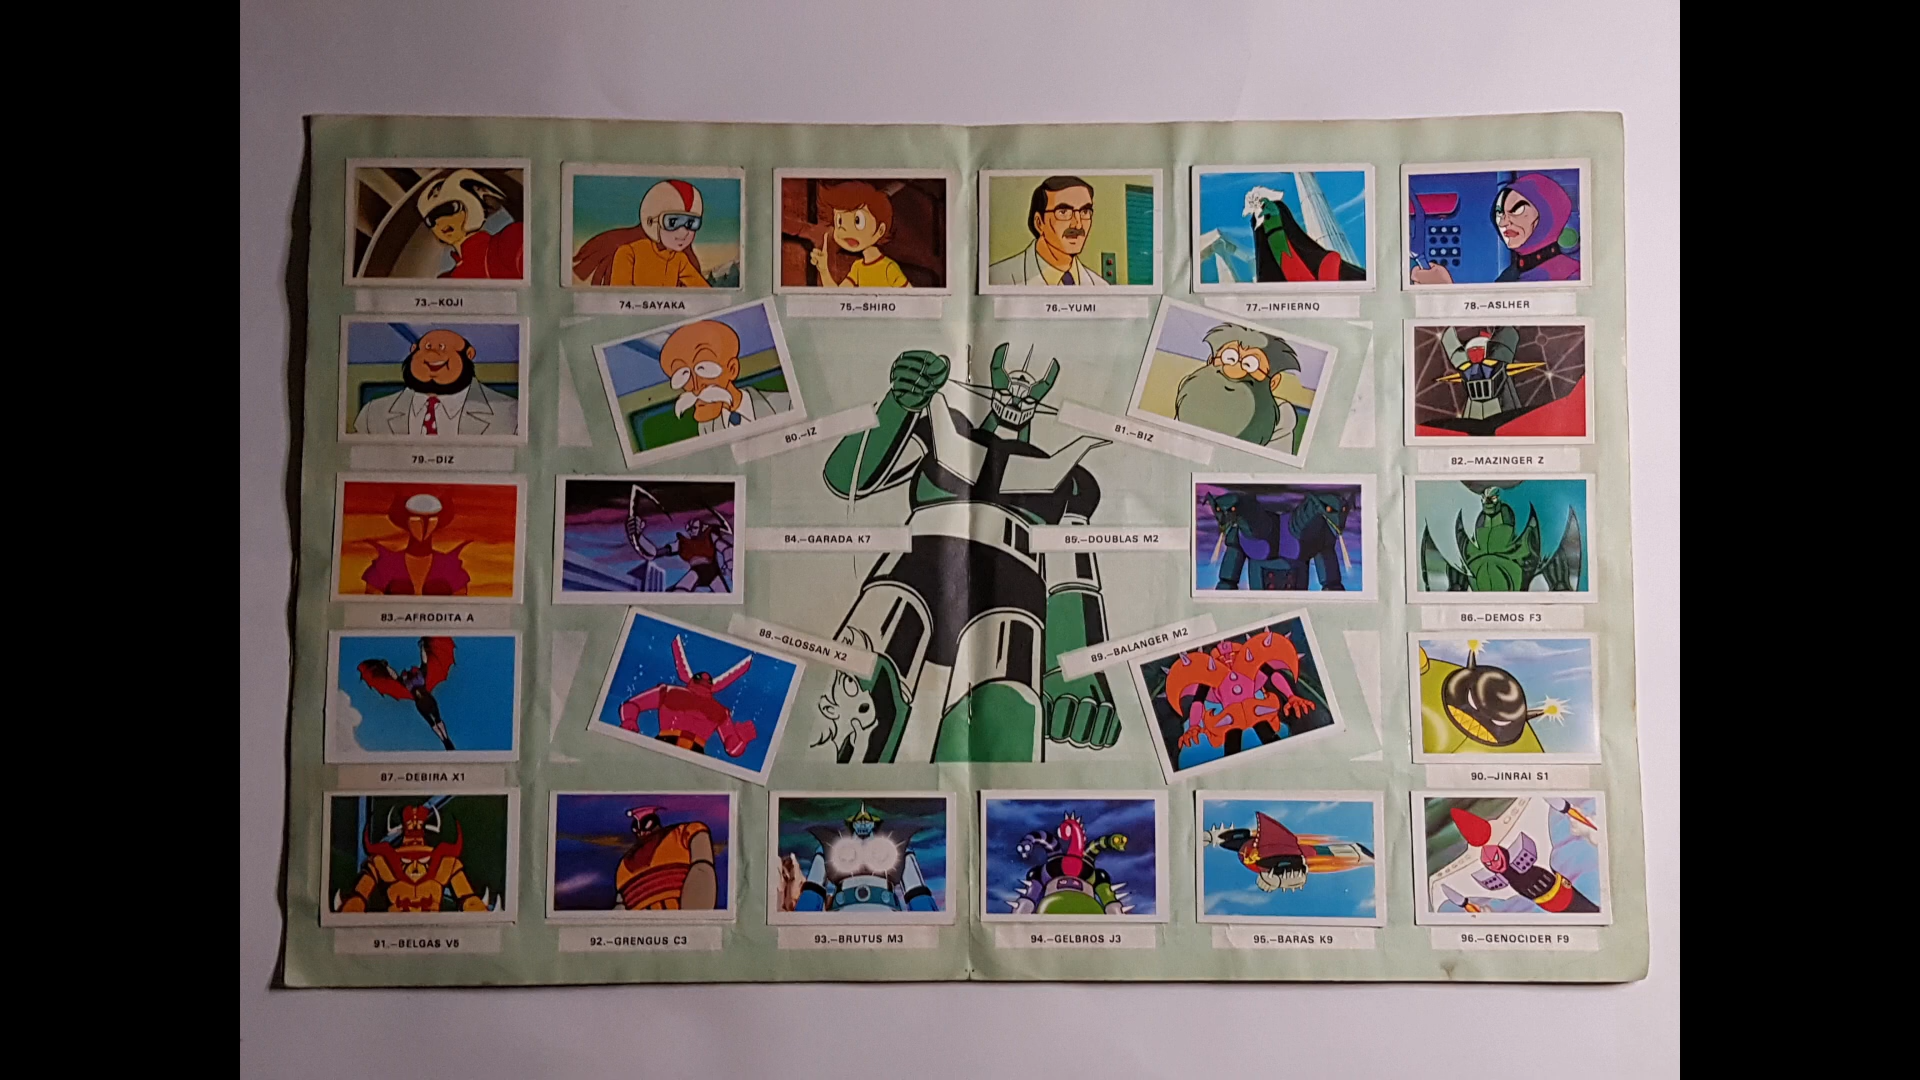 73.—KOJI
74.—SAYAKA
75.—SHIRO
76.—YUMI
77.—INFIERNO
78.—ASLHER
79.—DIZ
80.—IZ
81.—BIZ
82.—MAZINGER Z
83.—AFRODITA A
84.—GARADA K7
85.—DOUBLAS M2
86.—DEMOS F3
87.—DEBIRA X1
88.—GLOSSAN X2
89.—BALANGER M2
90.—JINRAI S1
91.—BELGAS V5
92.—GRENGUS C3
93.—BRUTUS M3
94.—GELBROS J3
95.—BARAS K9
96.—GENOCIDER F9